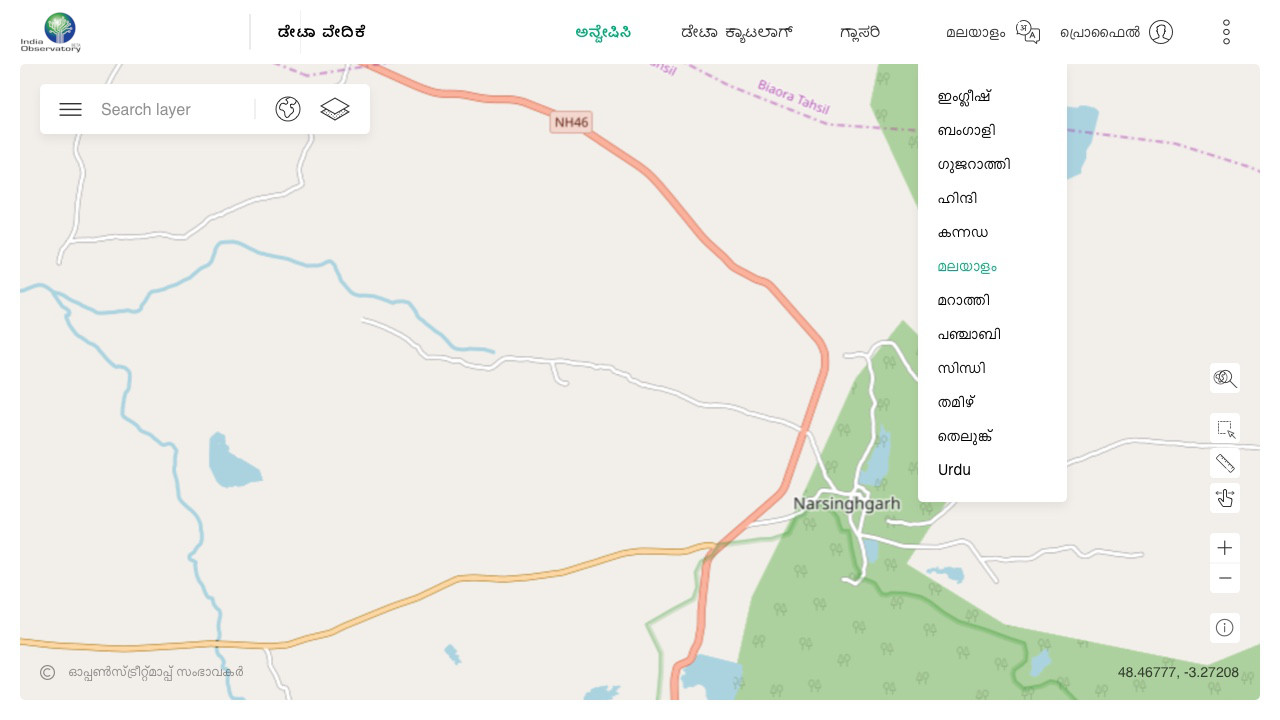 India
Observatory
ಡೇಟಾ ವೇದಿಕೆ
ಅನ್ವೇಷಿಸಿ
ಡೇಟಾ ಕ್ಯಾಟಲಾಗ್
ಗ್ಲಾಸರಿ
മലയാളം
പ്രൊഫൈൽ
Search layer
NH46
Biaora Tahsil
ഇംഗ്ലീഷ്
ബംഗാളി
ഗുജറാത്തി
ഹിന്ദി
കന്നഡ
മലയാളം
മറാത്തി
പഞ്ചാബി
സിന്ധി
തമിഴ്
തെലുങ്ക്
Urdu
Narsinghgarh
© ഓപ്പൺസ്ട്രീറ്റ്മാപ്പ് സംഭാവകർ
48.46777, -3.27208